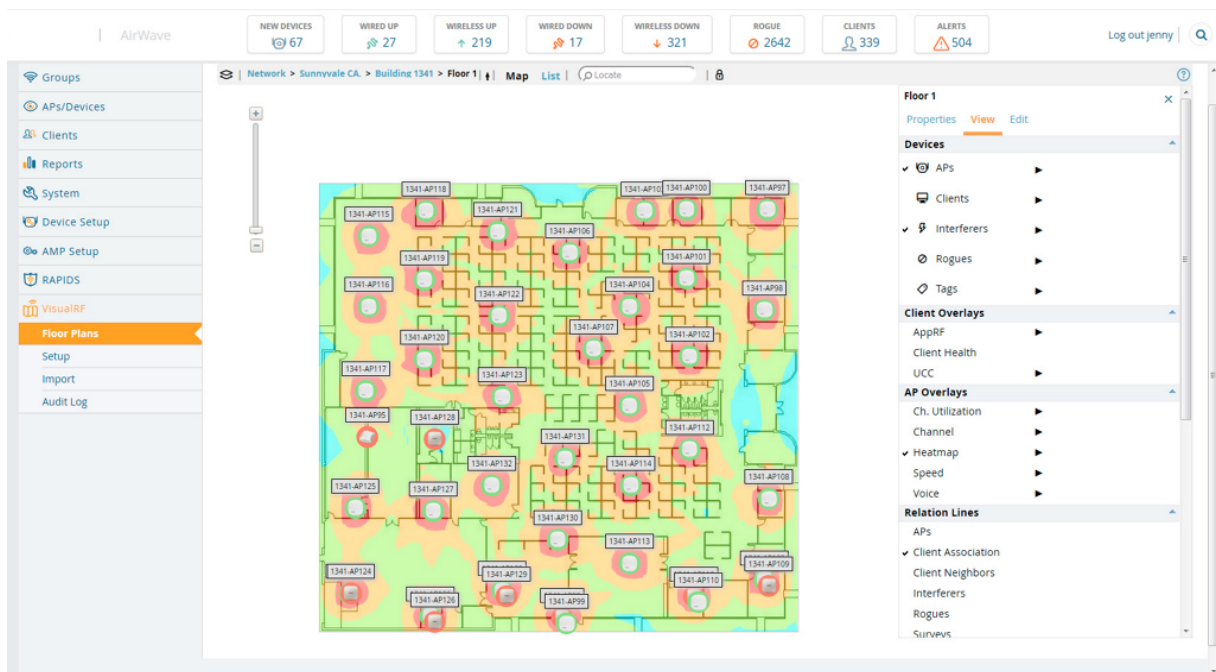 AirWave
NEW DEVICES
67
WIRED UP
27
WIRELESS UP
219
WIRED DOWN
17
WIRELESS DOWN
321
ROGUE
2642
CLIENTS
339
ALERTS
504
Log out jenny
Groups
APs/Devices
Clients
Reports
System
Device Setup
AMP Setup
RAPIDS
VisualRF
Floor Plans
Setup
Import
Audit Log
Network > Sunnyvale CA. > Building 1341 > Floor 1 | Map List | Locate
1341-AP118
1341-AP100
1341-AP97
1341-AP115
1341-AP121
1341-AP106
1341-AP119
1341-AP101
1341-AP116
1341-AP122
1341-AP104
1341-AP98
1341-AP107
1341-AP120
1341-AP102
1341-AP117
1341-AP123
1341-AP105
1341-AP95
1341-AP128
1341-AP112
1341-AP131
1341-AP132
1341-AP114
1341-AP108
1341-AP125
1341-AP127
1341-AP130
1341-AP113
1341-AP124
1341-AP129
1341-AP110
1341-AP109
1341-AP126
1341-AP99
Floor 1
Properties View Edit
Devices
APs
Clients
Interferers
Rogues
Tags
Client Overlays
AppRF
Client Health
UCC
AP Overlays
Ch. Utilization
Channel
Heatmap
Speed
Voice
Relation Lines
APs
Client Association
Client Neighbors
Interferers
Rogues
Surveys